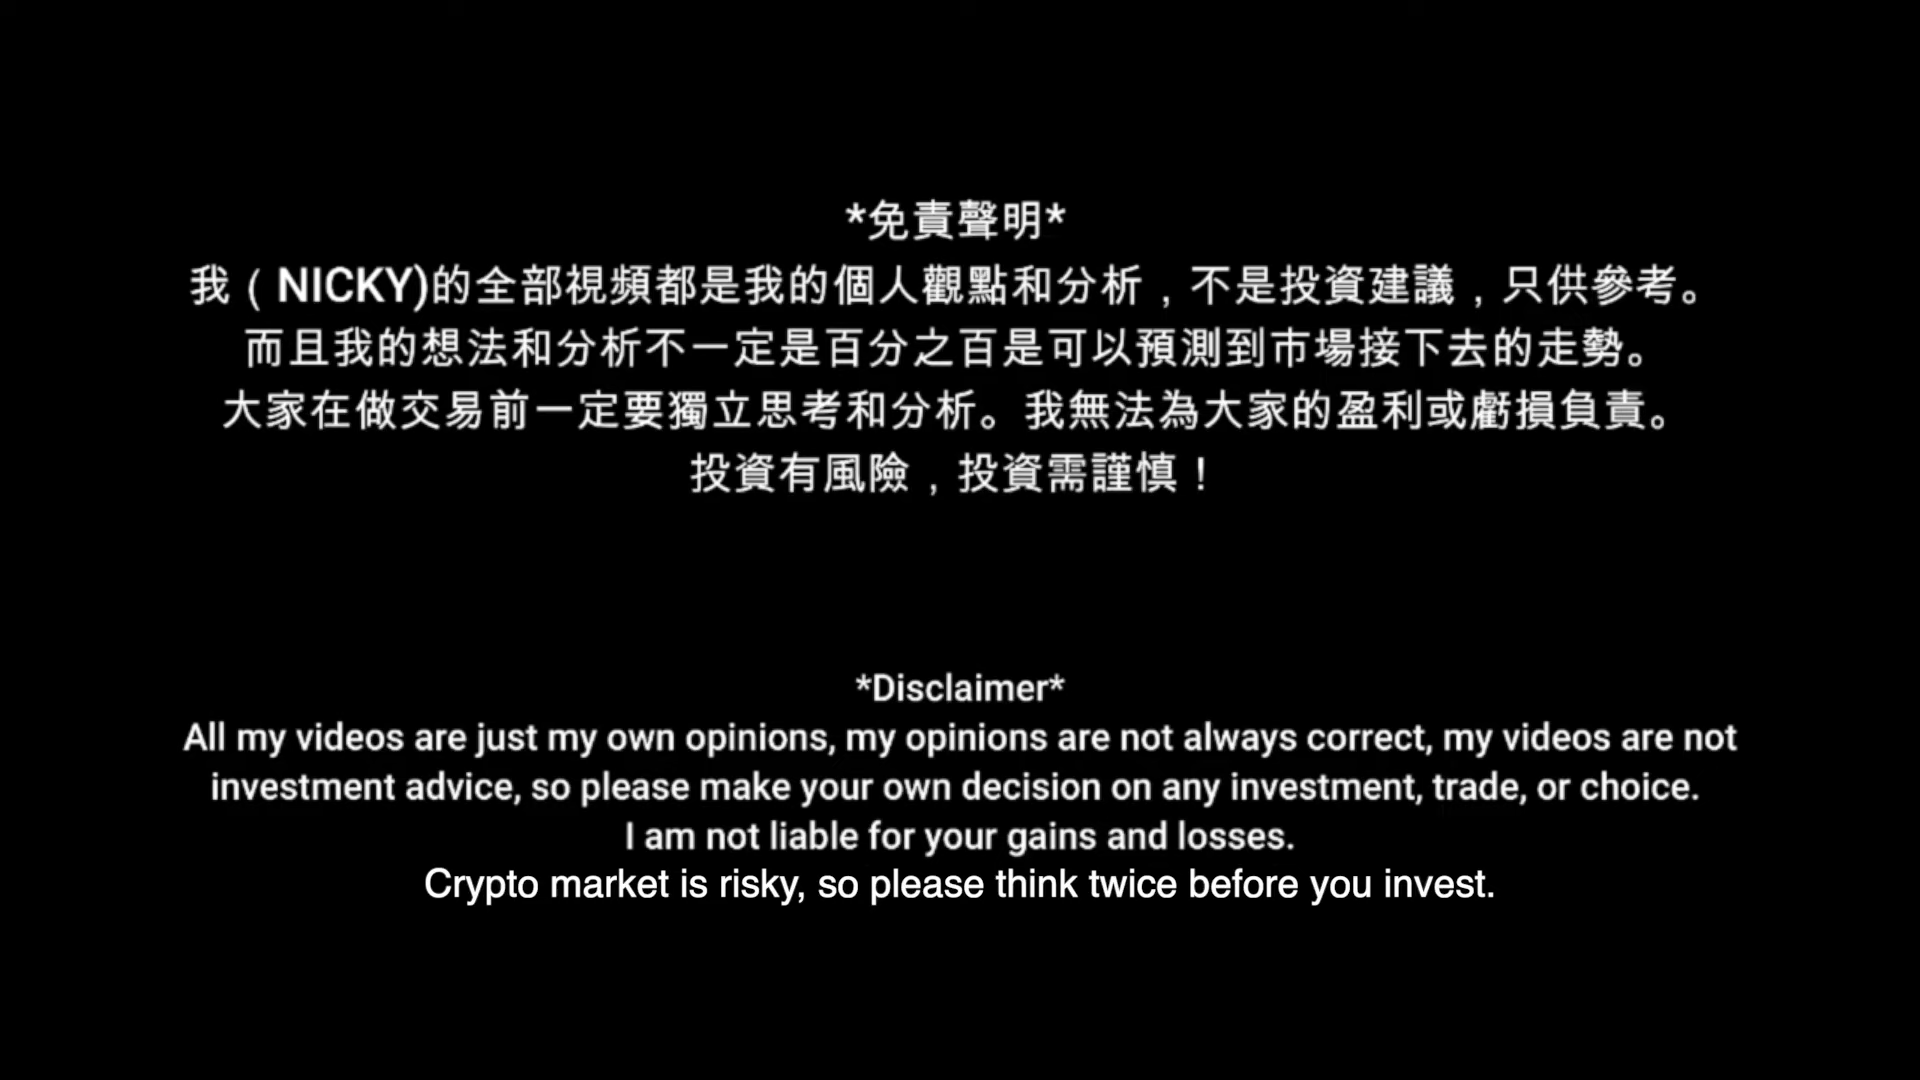 *免責聲明*
我（NICKY)的全部視頻都是我的個人觀點和分析，不是投資建議，只供參考。
而且我的想法和分析不一定是百分之百是可以預測到市場接下去的走勢。
大家在做交易前一定要獨立思考和分析。我無法為大家的盈利或虧損負責。
投資有風險，投資需謹慎！
*Disclaimer*
All my videos are just my own opinions, my opinions are not always correct, my videos are not
investment advice, so please make your own decision on any investment, trade, or choice.
I am not liable for your gains and losses.
Crypto market is risky, so please think twice before you invest.